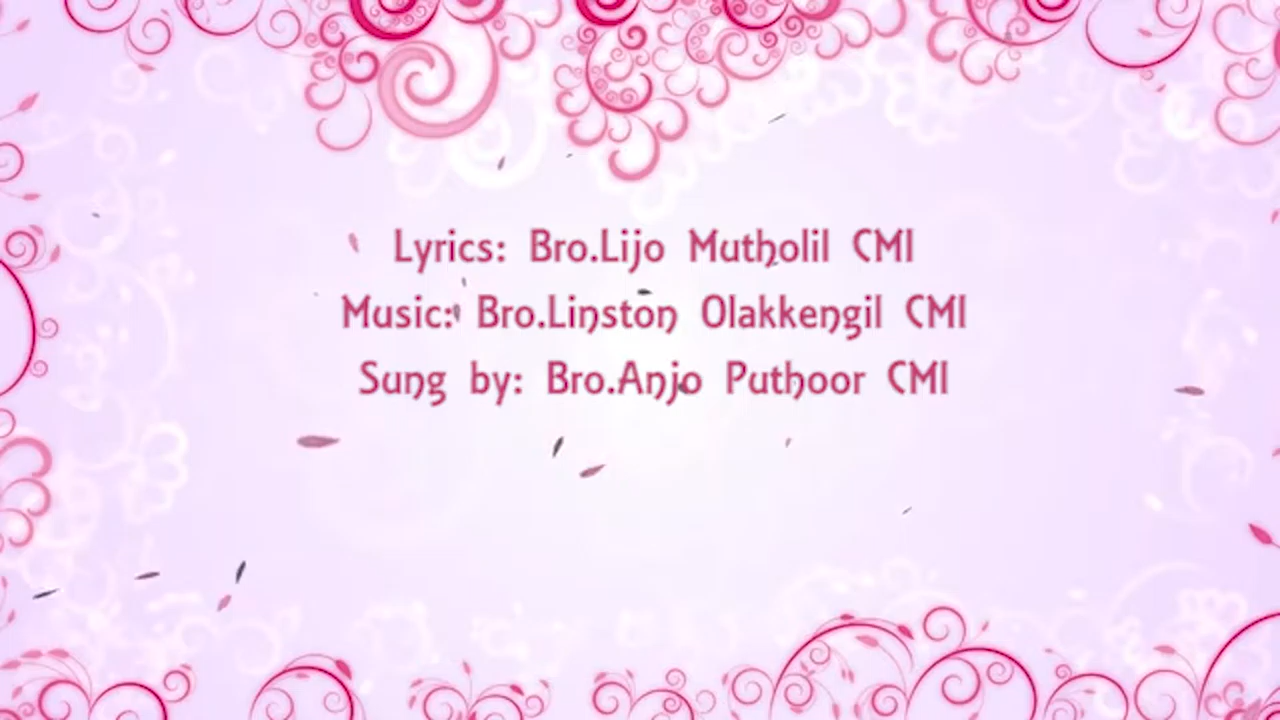 Lyrics: Bro.Lijo Mutholil CMI
Music: Bro.Linston Olakkengil CMI
Sung by: Bro.Anjo Puthoor CMI